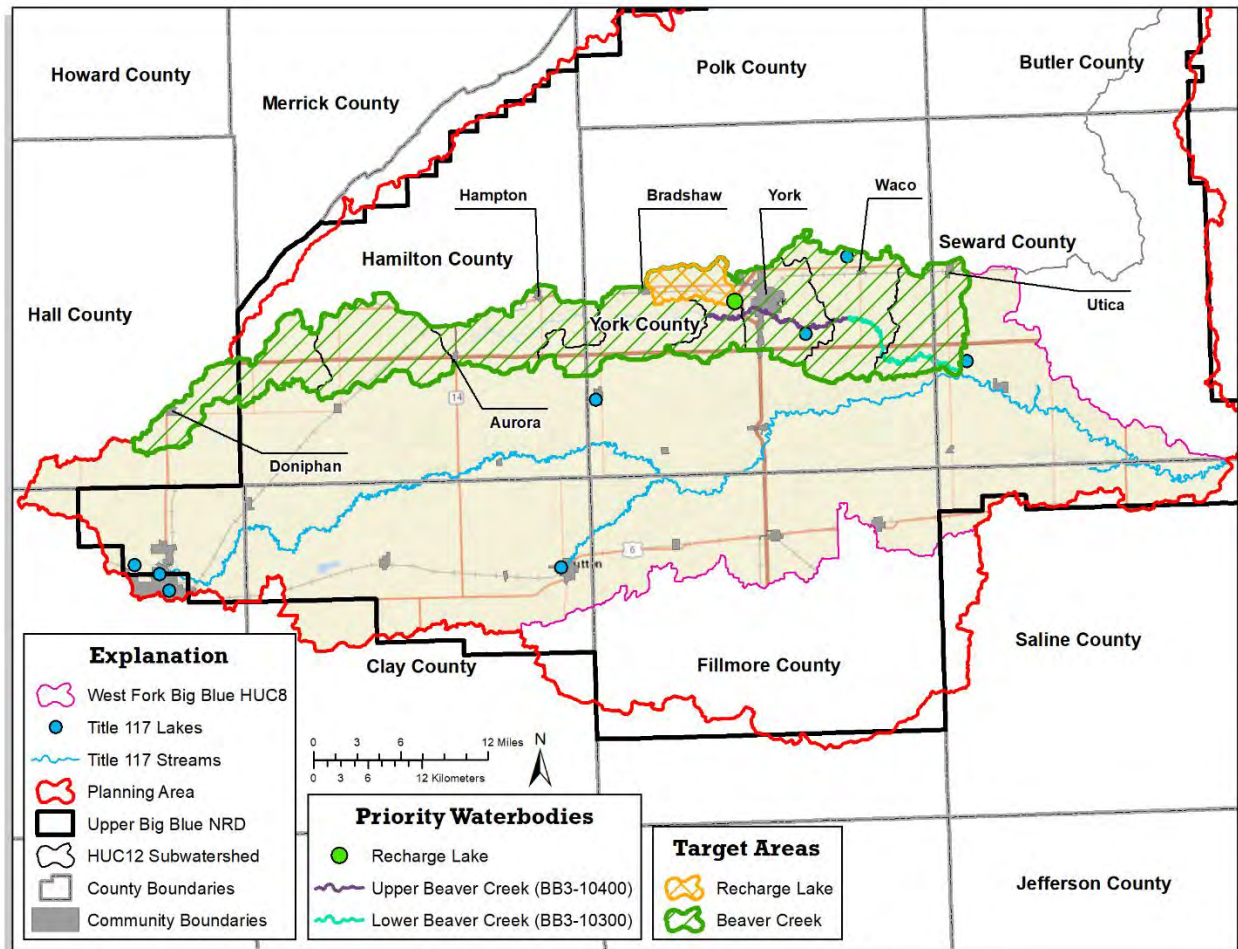 Howard County
Merrick County
Polk County
Butler County
Hampton
Bradshaw
York
Waco
Hamilton County
Seward County
Hall County
York County
Utica
14
Aurora
Doniphan
6
Clay County
Fillmore County
Saline County
Jefferson County
Explanation
West Fork Big Blue HUC8
Title 117 Lakes
Title 117 Streams
Planning Area
Upper Big Blue NRD
HUC12 Subwatershed
County Boundaries
Community Boundaries
0 3 6 12 Miles
0 3 6 12 Kilometers
N
Priority Waterbodies
Recharge Lake
Upper Beaver Creek (BB3-10400)
Lower Beaver Creek (BB3-10300)
Target Areas
Recharge Lake
Beaver Creek